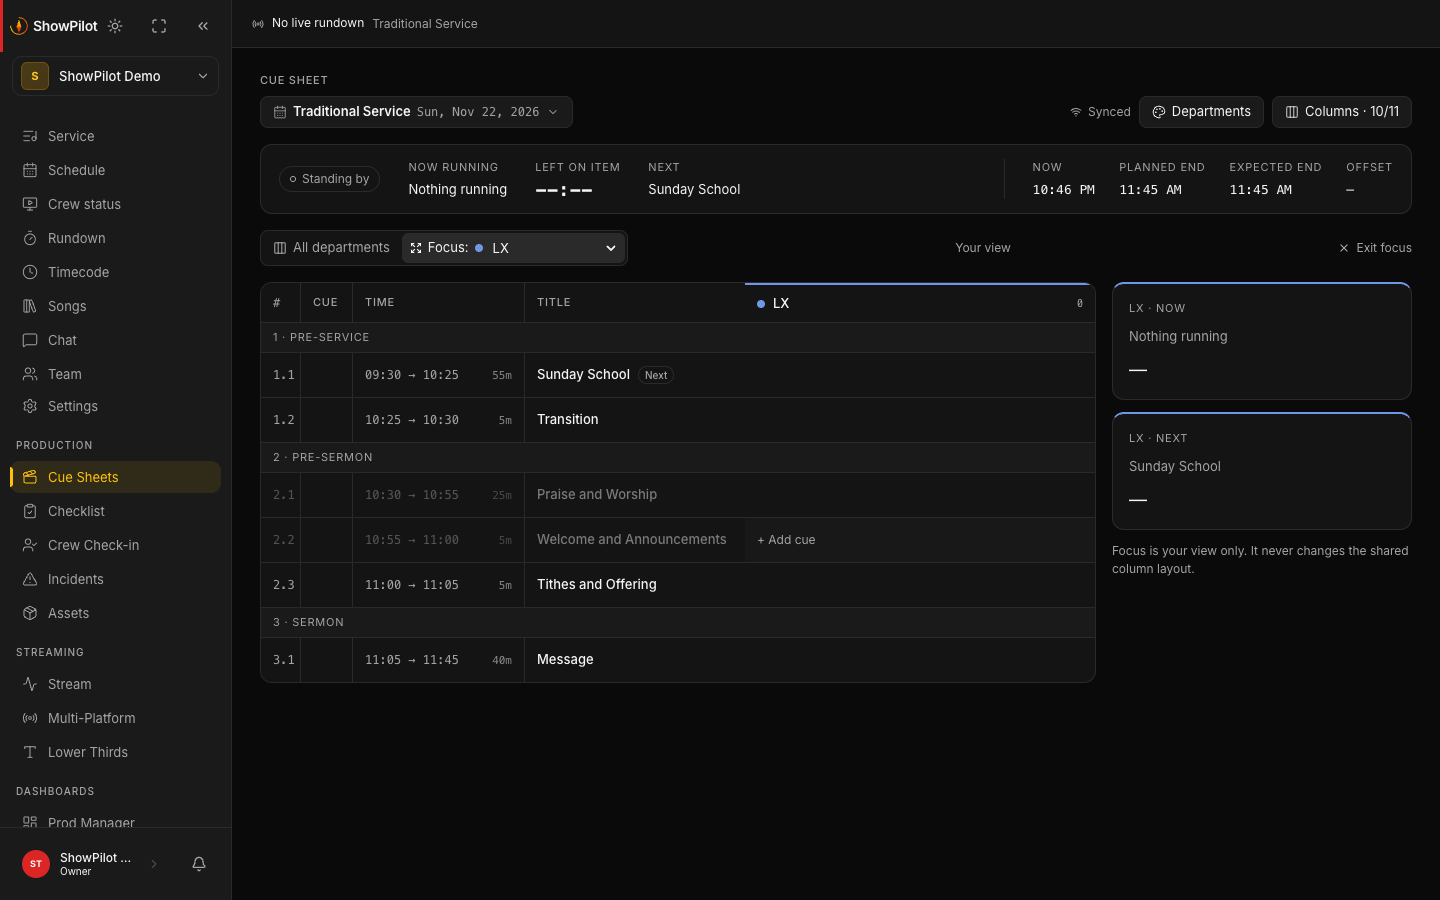 ShowPilot
S ShowPilot Demo
Service
Schedule
Crew status
Rundown
Timecode
Songs
Chat
Team
Settings
PRODUCTION
Cue Sheets
Checklist
Crew Check-in
Incidents
Assets
STREAMING
Stream
Multi-Platform
Lower Thirds
DASHBOARDS
Prod Manager
ST ShowPilot ...
Owner
No live rundown Traditional Service
CUE SHEET
Traditional Service Sun, Nov 22, 2026
Synced Departments Columns · 10/11
Standing by
NOW RUNNING LEFT ON ITEM NEXT NOW PLANNED END EXPECTED END OFFSET
Nothing running −−:−− Sunday School 10:46 PM 11:45 AM 11:45 AM —
All departments Focus: LX Your view Exit focus
# CUE TIME TITLE LX 0
1 · PRE-SERVICE
1.1 09:30 → 10:25 55m Sunday School Next
1.2 10:25 → 10:30 5m Transition
2 · PRE-SERMON
2.1 10:30 → 10:55 25m Praise and Worship
2.2 10:55 → 11:00 5m Welcome and Announcements + Add cue
2.3 11:00 → 11:05 5m Tithes and Offering
3 · SERMON
3.1 11:05 → 11:45 40m Message
LX · NOW
Nothing running
—
LX · NEXT
Sunday School
—
Focus is your view only. It never changes the shared
column layout.